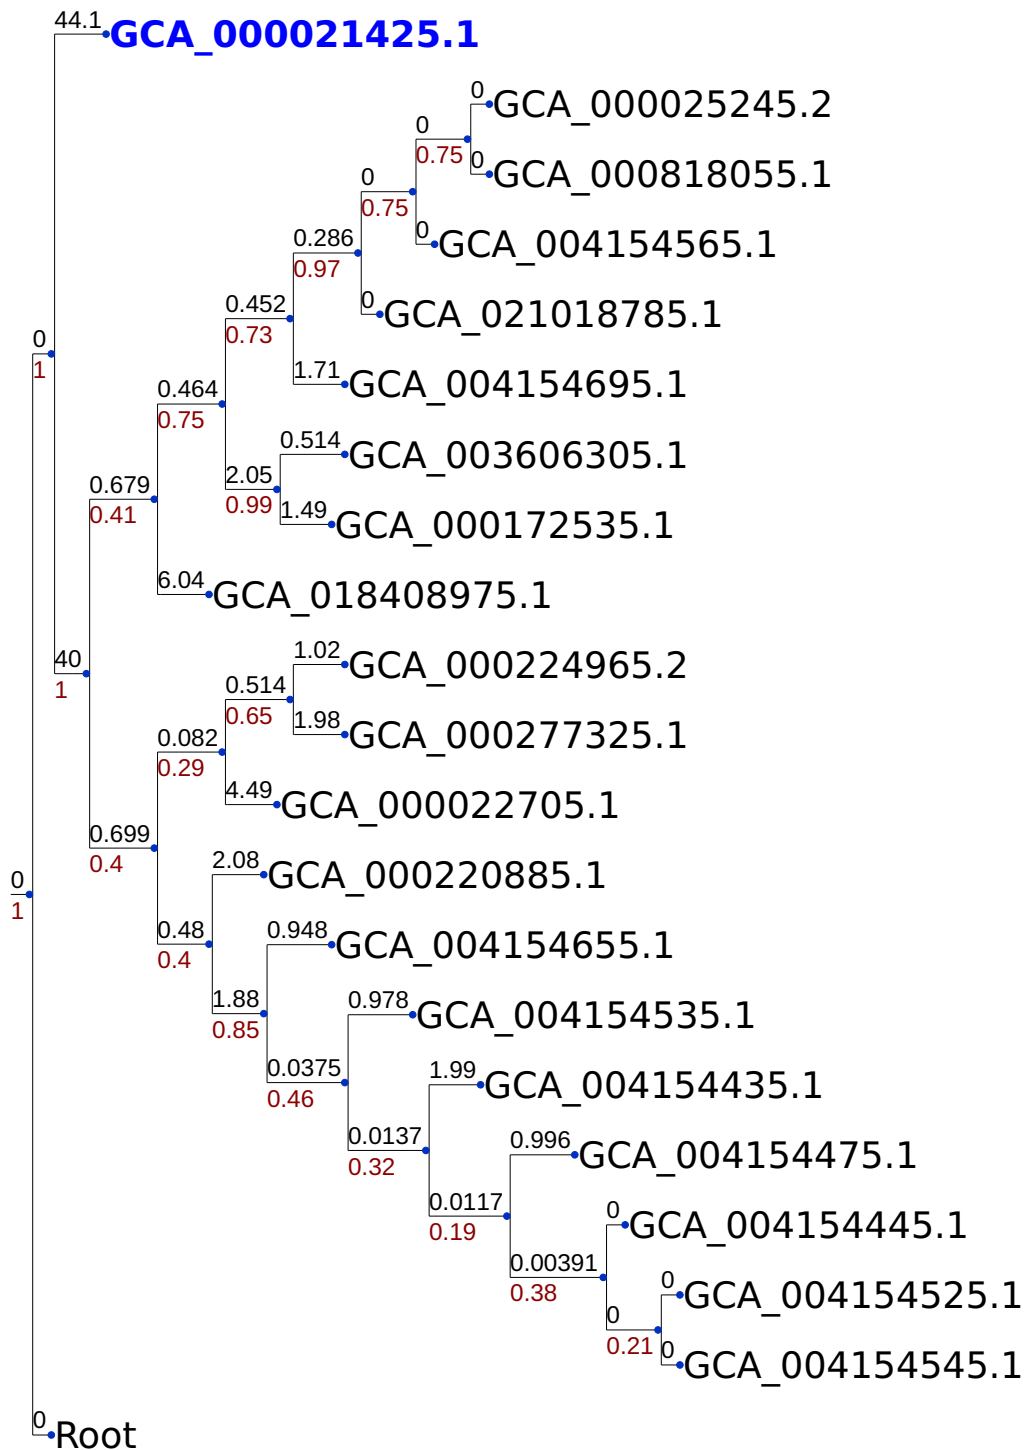 44.1
GCA_000021425.1
0
GCA_000025245.2
0
0.75
0
GCA_000818055.1
0
0.75
0
GCA_004154565.1
0.286
0.97
0
GCA_021018785.1
0.452
0.73
0
1
1.71
GCA_004154695.1
0.464
0.75
0.514
GCA_003606305.1
2.05
0.99
0.679
0.41
1.49
GCA_000172535.1
6.04
GCA_018408975.1
40
1
1.02
GCA_000224965.2
0.514
0.65
1.98
GCA_000277325.1
0.082
0.29
4.49
GCA_000022705.1
0.699
0.4
0
1
2.08
GCA_000220885.1
0.48
0.4
0.948
GCA_004154655.1
1.88
0.85
0.978
GCA_004154535.1
0.0375
0.46
1.99
GCA_004154435.1
0.0137
0.32
0.996
GCA_004154475.1
0.0117
0.19
0
GCA_004154445.1
0.00391
0.38
0
GCA_004154525.1
0
0.21
0
GCA_004154545.1
0
Root